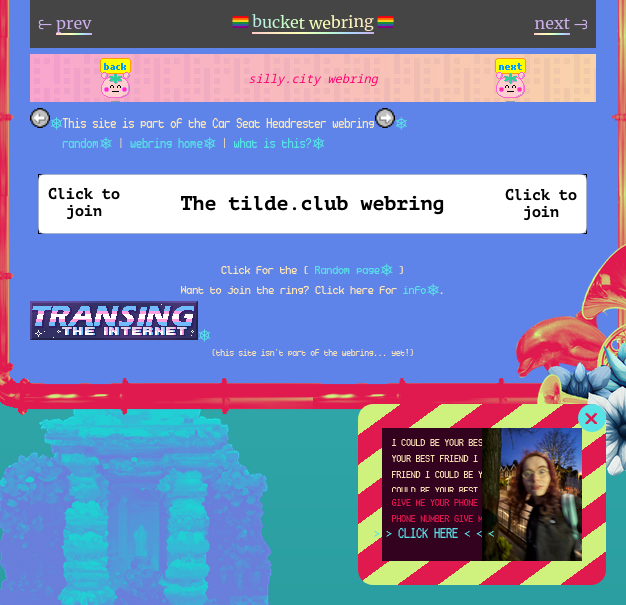 prev
bucket webring
next
back
silly.city webring
next
This site is part of the Car Seat Headrester webring
random | webring home | what is this?
Click to join
The tilde.club webring
Click to join
Click For the [ Random page ]
Want to join the ring? Click here For info.
TRANSING
THE INTERNET
(this site isn't part of the webring... yet!)
I COULD BE YOUR BES
YOUR BEST FRIEND I
FRIEND I COULD BE Y
COULD BE YOUR BEST
GIVE ME YOUR PHONE
PHONE NUMBER GIVE M
> > CLICK HERE < < <